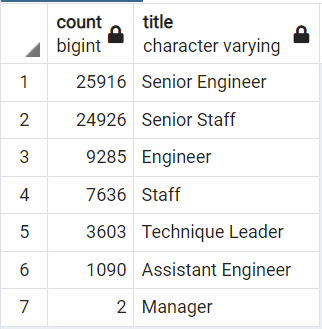 count title
bigint character varying
1 25916 Senior Engineer
2 24926 Senior Staff
3 9285 Engineer
4 7636 Staff
5 3603 Technique Leader
6 1090 Assistant Engineer
7 2 Manager